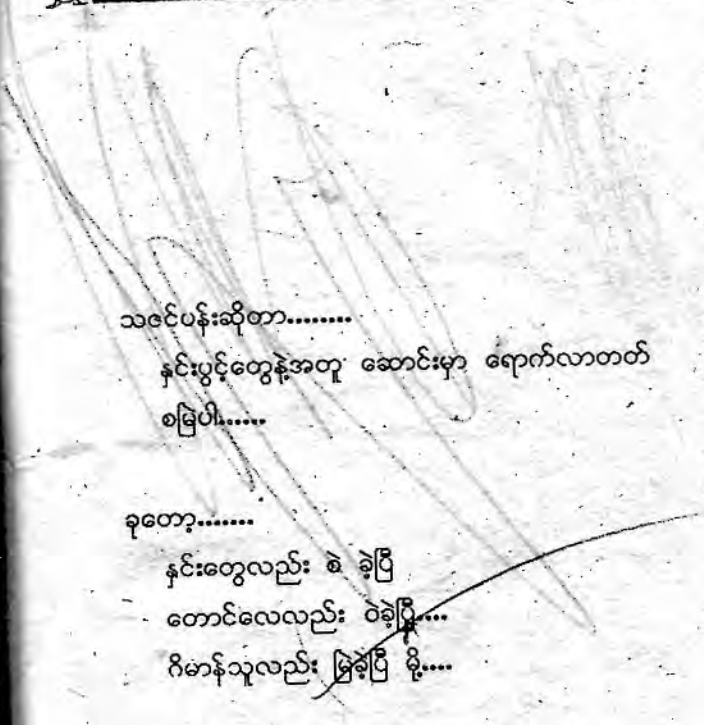 သဇင်ပန်းဆိုတာ.........
နှင်းပွင့်တွေနဲ့အတူ ဆောင်းမှာ ရောက်လာတတ်
စမြဲပါ......
ခုတော့........
နှင်းတွေလည်း စဲ ခဲ့ပြီ
တောင်လေလည်း ဝဲခဲ့ပြီ....
ဂိမာန်သူလည်း မြဲခဲ့ပြီ မို့....